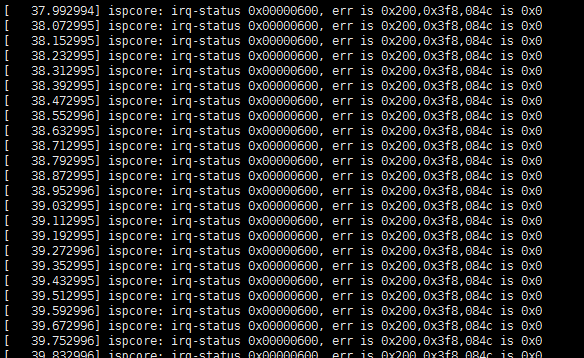 [   37.992994] ispcore: irq-status 0x00000600, err is 0x200,0x3f8,084c is 0x0
[   38.072995] ispcore: irq-status 0x00000600, err is 0x200,0x3f8,084c is 0x0
[   38.152995] ispcore: irq-status 0x00000600, err is 0x200,0x3f8,084c is 0x0
[   38.232995] ispcore: irq-status 0x00000600, err is 0x200,0x3f8,084c is 0x0
[   38.312995] ispcore: irq-status 0x00000600, err is 0x200,0x3f8,084c is 0x0
[   38.392995] ispcore: irq-status 0x00000600, err is 0x200,0x3f8,084c is 0x0
[   38.472995] ispcore: irq-status 0x00000600, err is 0x200,0x3f8,084c is 0x0
[   38.552996] ispcore: irq-status 0x00000600, err is 0x200,0x3f8,084c is 0x0
[   38.632995] ispcore: irq-status 0x00000600, err is 0x200,0x3f8,084c is 0x0
[   38.712995] ispcore: irq-status 0x00000600, err is 0x200,0x3f8,084c is 0x0
[   38.792995] ispcore: irq-status 0x00000600, err is 0x200,0x3f8,084c is 0x0
[   38.872995] ispcore: irq-status 0x00000600, err is 0x200,0x3f8,084c is 0x0
[   38.952996] ispcore: irq-status 0x00000600, err is 0x200,0x3f8,084c is 0x0
[   39.032995] ispcore: irq-status 0x00000600, err is 0x200,0x3f8,084c is 0x0
[   39.112995] ispcore: irq-status 0x00000600, err is 0x200,0x3f8,084c is 0x0
[   39.192995] ispcore: irq-status 0x00000600, err is 0x200,0x3f8,084c is 0x0
[   39.272996] ispcore: irq-status 0x00000600, err is 0x200,0x3f8,084c is 0x0
[   39.352995] ispcore: irq-status 0x00000600, err is 0x200,0x3f8,084c is 0x0
[   39.432995] ispcore: irq-status 0x00000600, err is 0x200,0x3f8,084c is 0x0
[   39.512995] ispcore: irq-status 0x00000600, err is 0x200,0x3f8,084c is 0x0
[   39.592996] ispcore: irq-status 0x00000600, err is 0x200,0x3f8,084c is 0x0
[   39.672996] ispcore: irq-status 0x00000600, err is 0x200,0x3f8,084c is 0x0
[   39.752995] ispcore: irq-status 0x00000600, err is 0x200,0x3f8,084c is 0x0
[   39.832996] ispcore: irq-status 0x00000600, err is 0x200,0x3f8,084c is 0x0